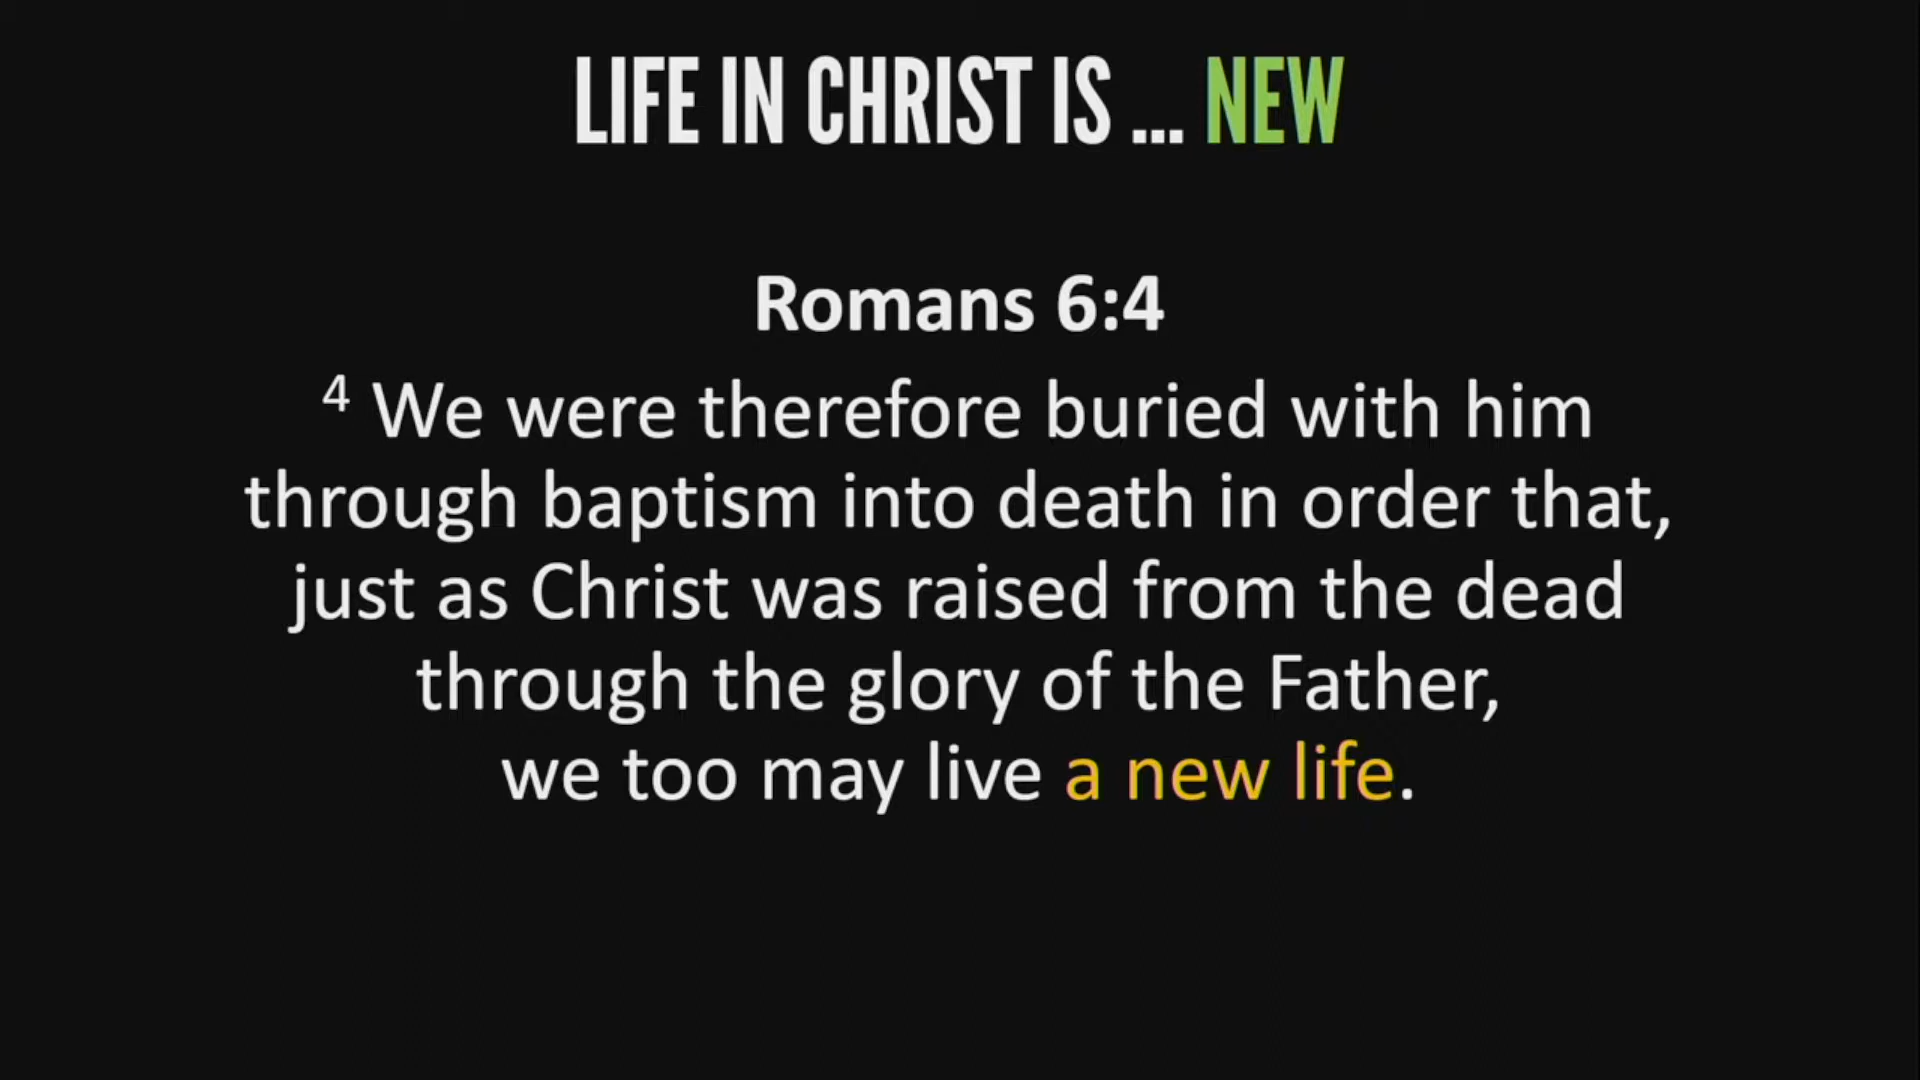 LIFE IN CHRIST IS ... NEW
Romans 6:4
4 We were therefore buried with him
through baptism into death in order that,
just as Christ was raised from the dead
through the glory of the Father,
we too may live a new life.